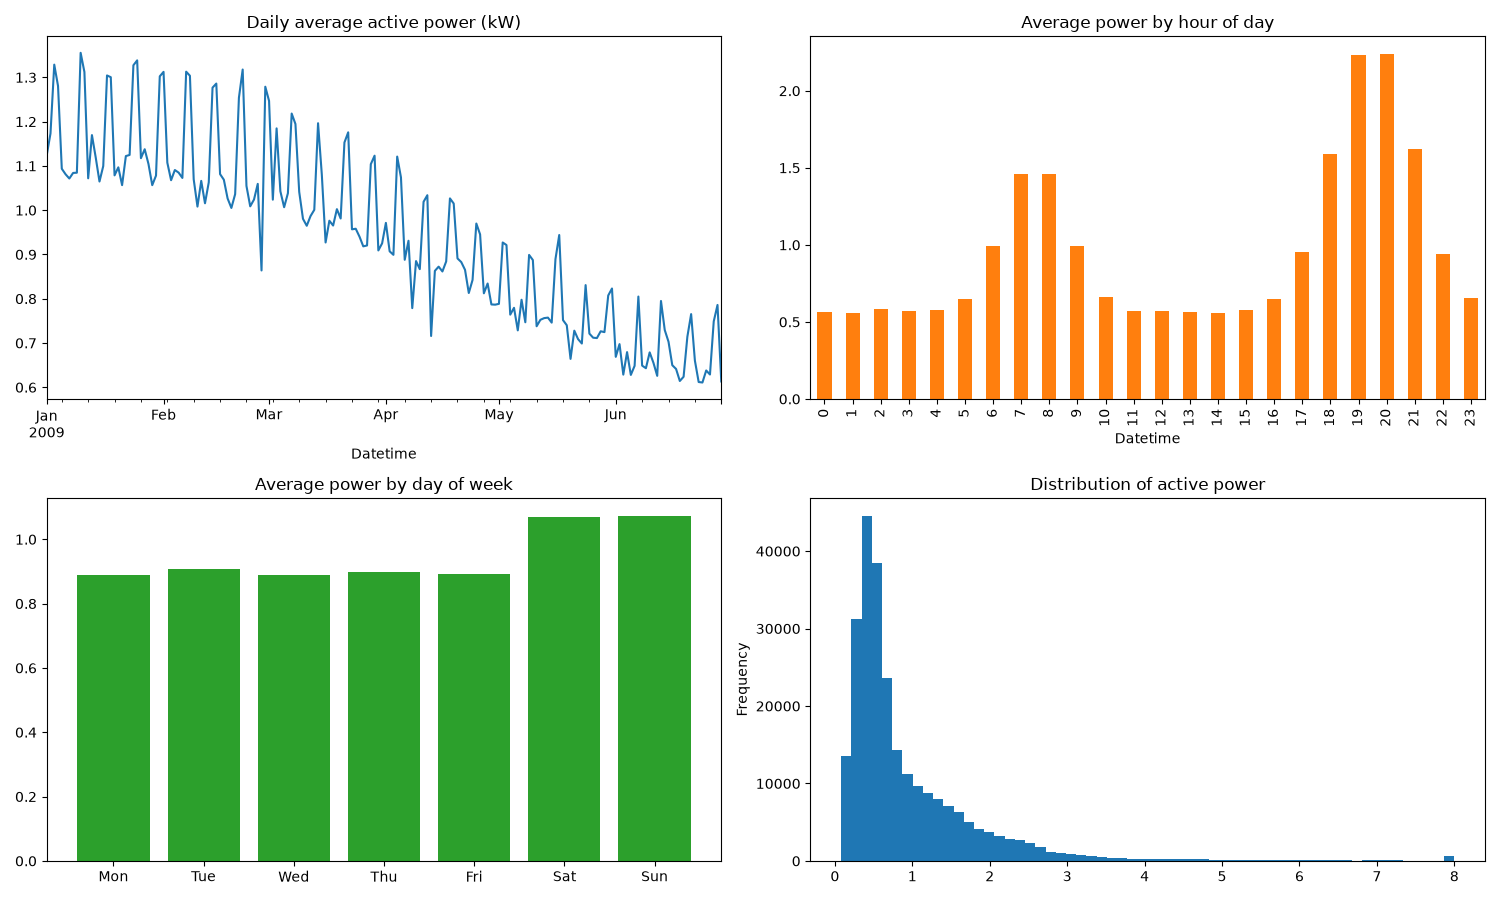 Daily average active power (kW)
1.3
1.2
1.1
1.0
0.9
0.8
0.7
0.6
Jan Feb Mar Apr May Jun
2009
Datetime
Average power by hour of day
2.0
1.5
1.0
0.5
0.0
0 1 2 3 4 5 6 7 8 9 10 11 12 13 14 15 16 17 18 19 20 21 22 23
Datetime
Average power by day of week
1.0
0.8
0.6
0.4
0.2
0.0
Mon Tue Wed Thu Fri Sat Sun
Distribution of active power
Frequency
40000
30000
20000
10000
0
0 1 2 3 4 5 6 7 8